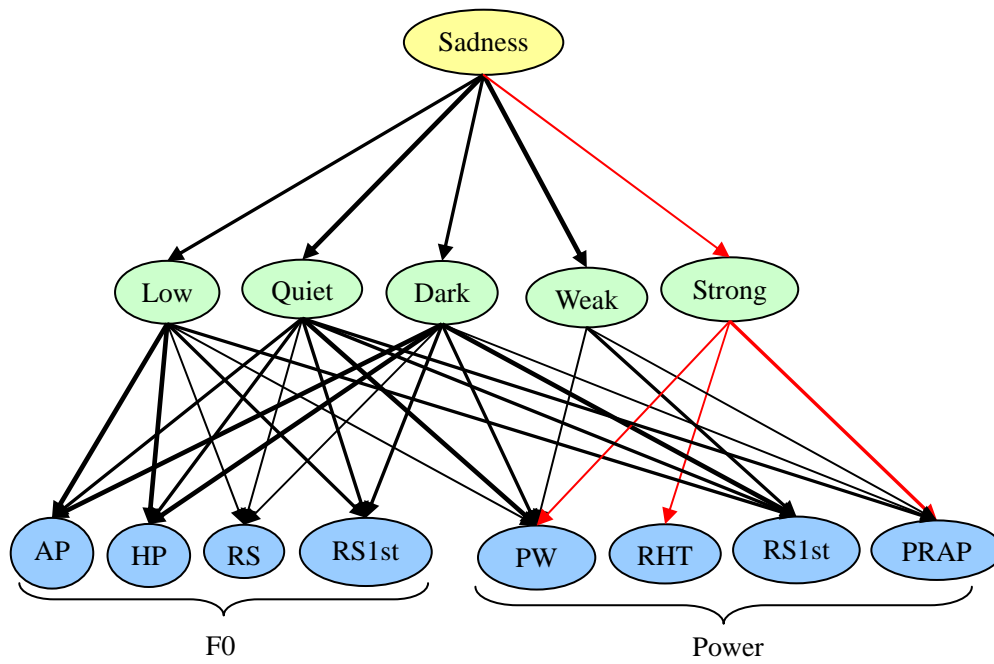 Sadness
Low Quiet Dark Weak Strong
AP HP RS RS1st PW RHT RS1st PRAP
F0 Power